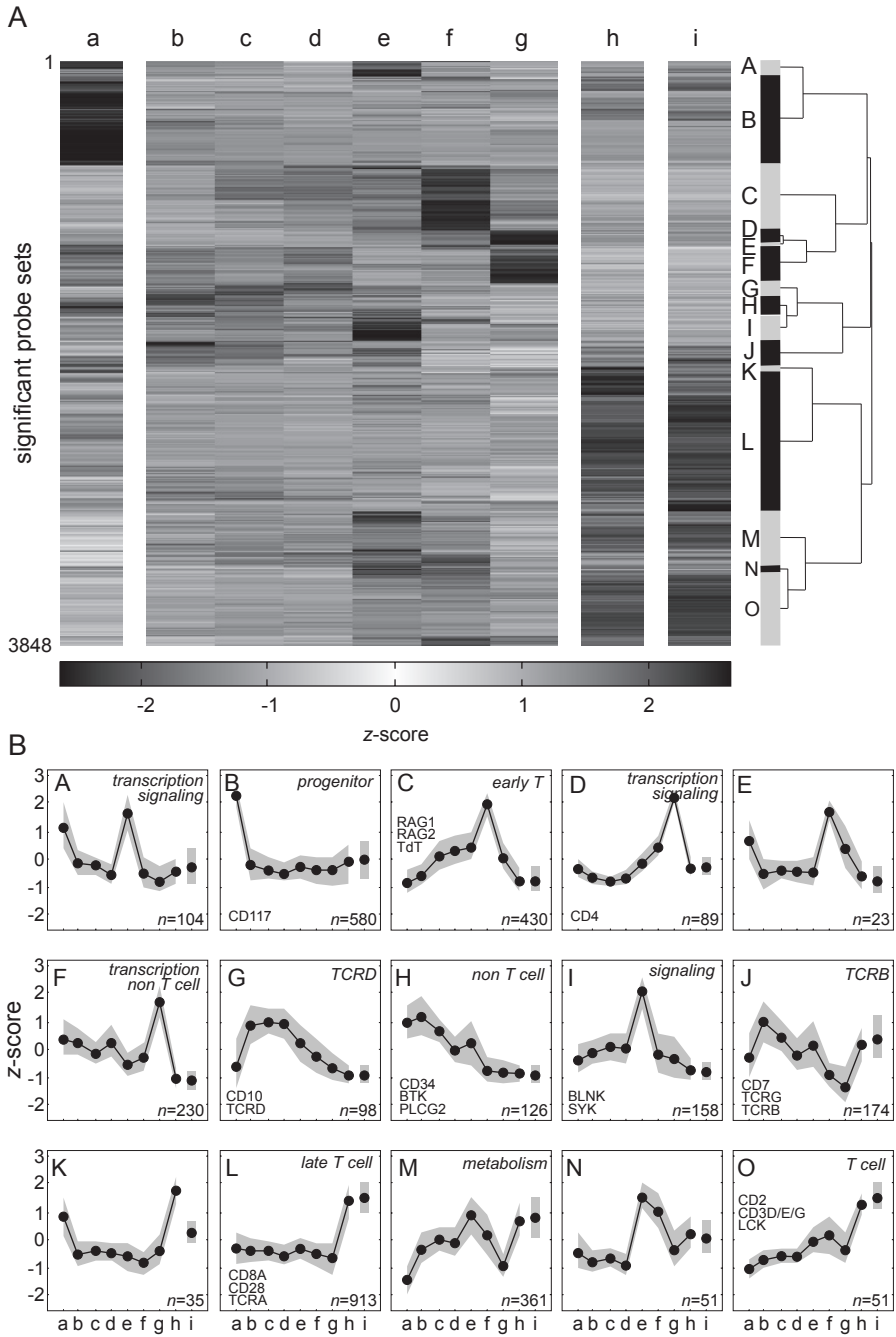 A
a b c d e f g h i
1
significant probe sets
3848
A
B
C
D
E
F
G
H
I
J
K
L
M
N
O
-2 -1 0 1 2
z-score
B
z-score
3
2
1
0
-1
-2
A
transcription
signaling
n=104
B
progenitor
CD117
n=580
C
early T
RAG1
RAG2
TdT
n=430
D
transcription
signaling
CD4
n=89
E
n=23
3
2
1
0
-1
-2
F
transcription
non T cell
n=230
G
TCRD
CD10
TCRD
n=98
H
non T cell
CD34
BTK
PLCG2
n=126
I
signaling
BLNK
SYK
n=158
J
TCRB
CD7
TCRG
TCRB
n=174
3
2
1
0
-1
-2
K
n=35
L
late T cell
CD8A
CD28
TCRA
n=913
M
metabolism
n=361
N
n=51
O
T cell
CD2
CD3D/E/G
LCK
n=51
a b c d e f g h i
a b c d e f g h i
a b c d e f g h i
a b c d e f g h i
a b c d e f g h i